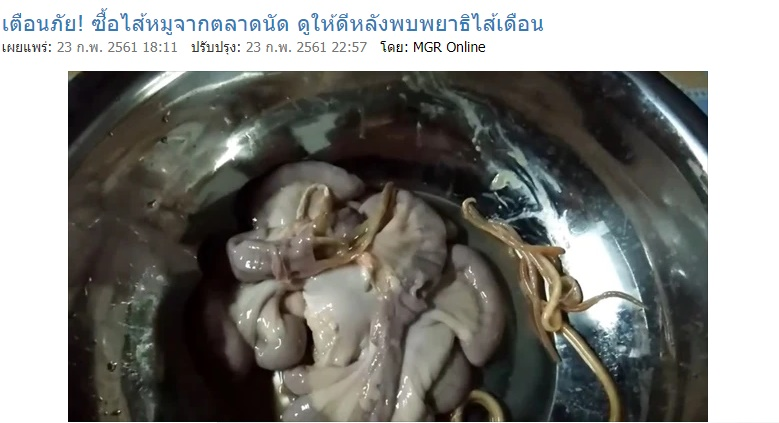 เตือนภัย! ซื้อไส้หมูจากตลาดนัด ดูให้ดีหลังพบพยาธิไส้เดือน
เผยแพร่: 23 ก.พ. 2561 18:11 ปรับปรุง: 23 ก.พ. 2561 22:57 โดย: MGR Online